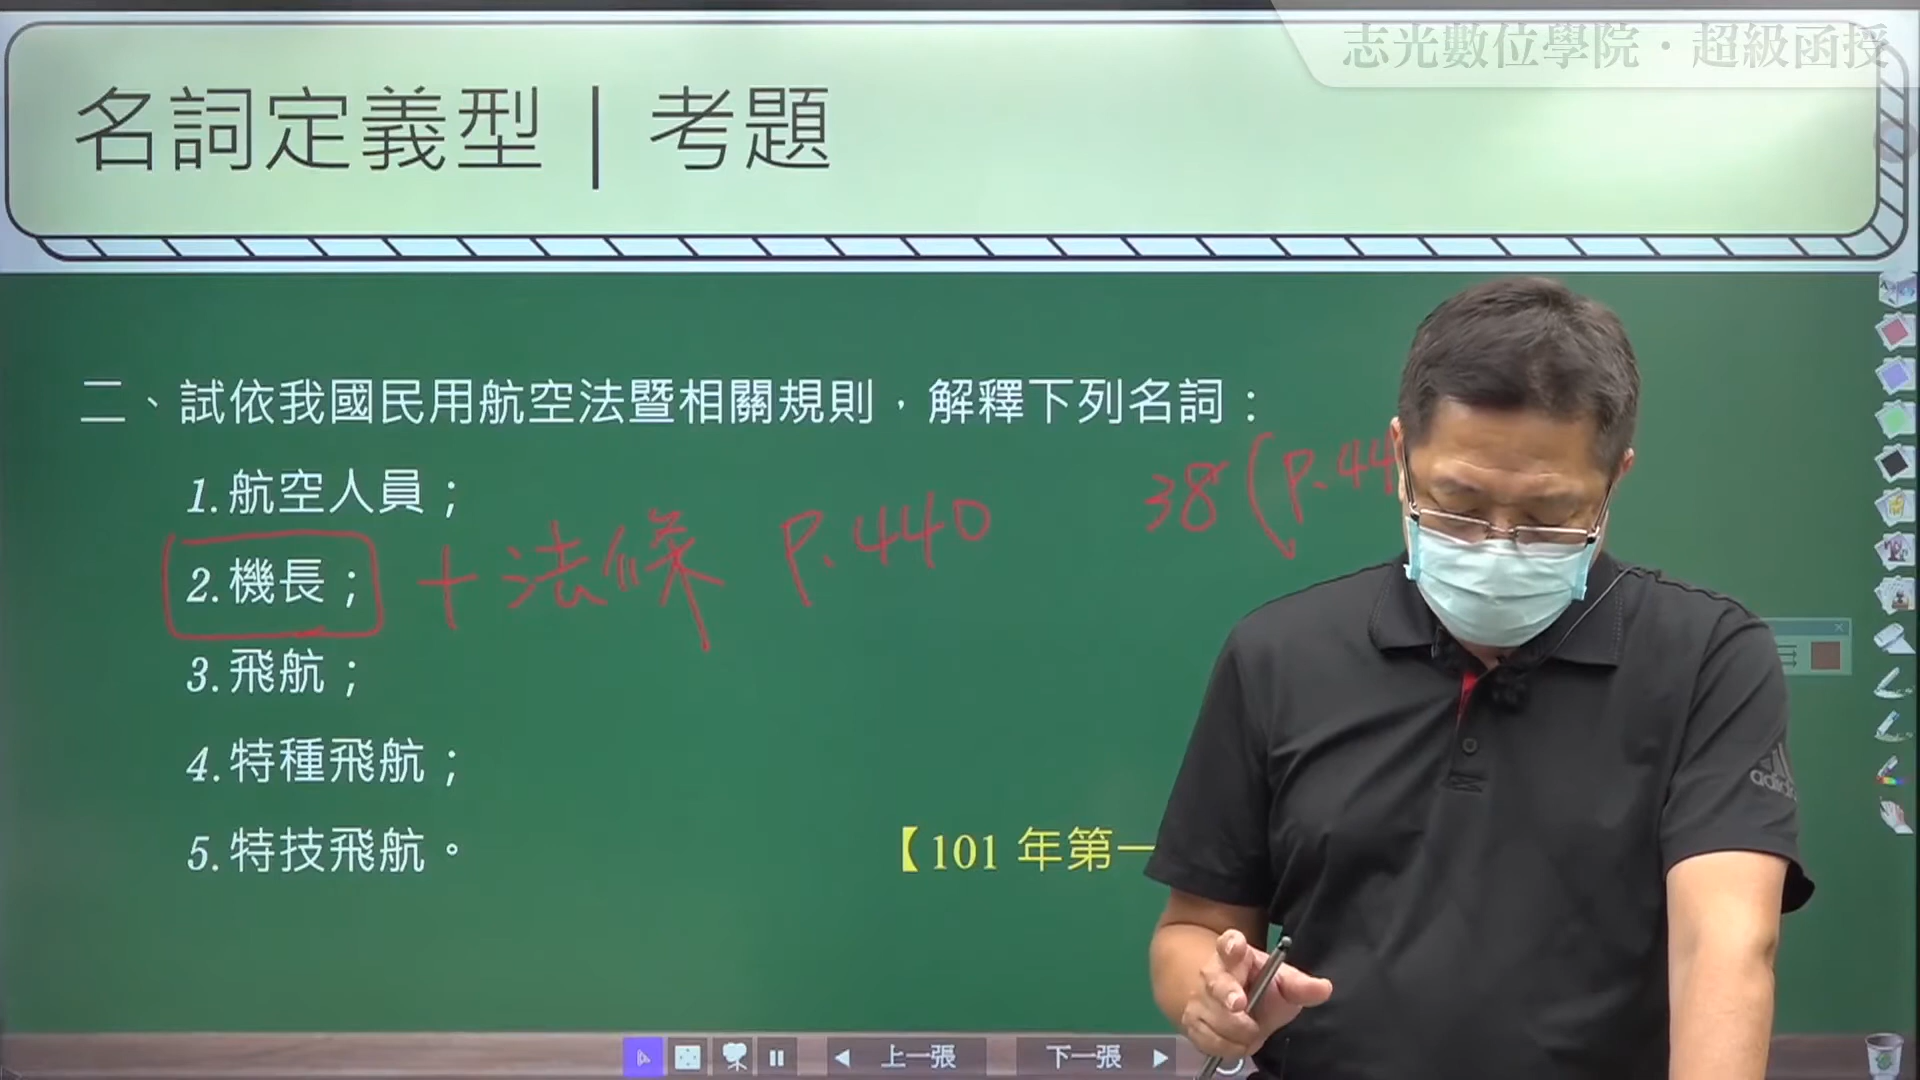 志光數位學院・超級函授
名詞定義型│考題
二、試依我國民用航空法暨相關規則，解釋下列名詞：
1.航空人員；
38 (P.44
2.機長；
+法條 P.440
3.飛航；
4.特種飛航；
5.特技飛航。
【101 年第一
adidas
上一張
下一張